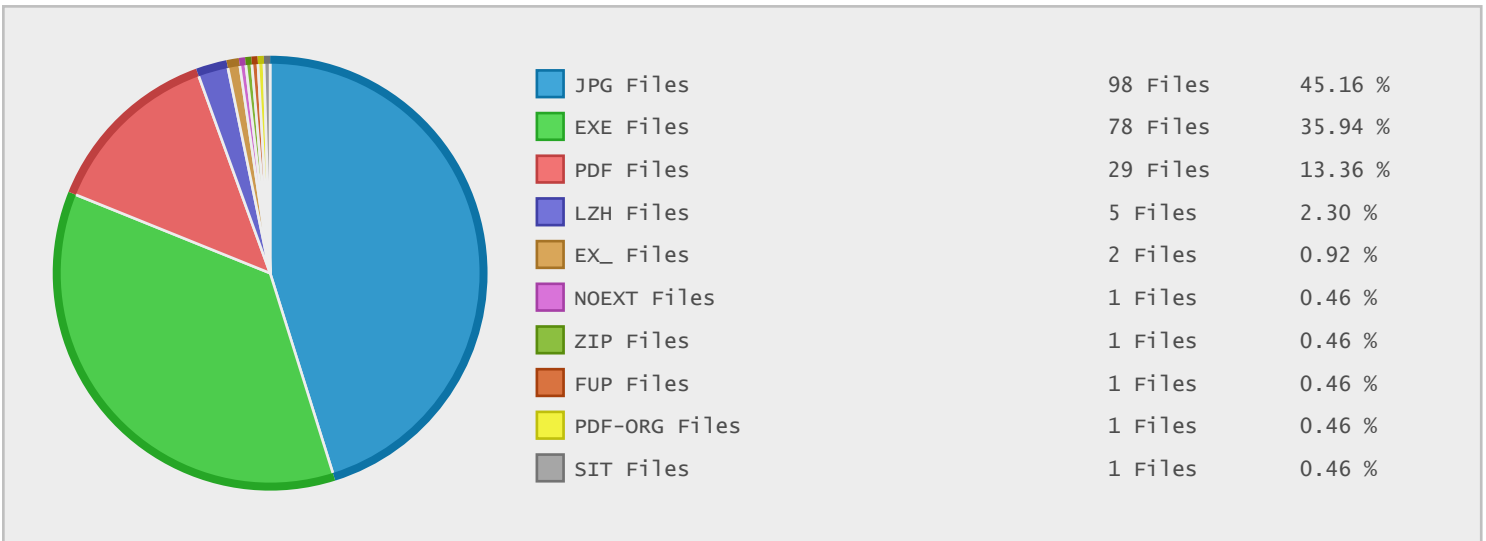 JPG Files 98 Files 45.16 %
EXE Files 78 Files 35.94 %
PDF Files 29 Files 13.36 %
LZH Files 5 Files 2.30 %
EX_ Files 2 Files 0.92 %
NOEXT Files 1 Files 0.46 %
ZIP Files 1 Files 0.46 %
FUP Files 1 Files 0.46 %
PDF-ORG Files 1 Files 0.46 %
SIT Files 1 Files 0.46 %